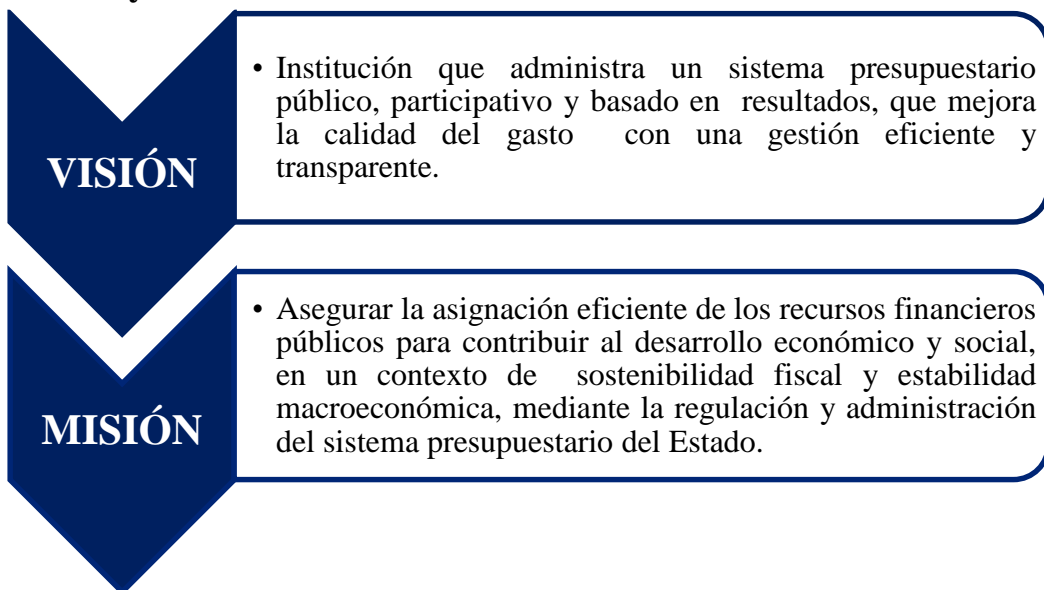 VISIÓN
• Institución que administra un sistema presupuestario
público, participativo y basado en resultados, que mejora
la calidad del gasto con una gestión eficiente y
transparente.
MISIÓN
• Asegurar la asignación eficiente de los recursos financieros
públicos para contribuir al desarrollo económico y social,
en un contexto de sostenibilidad fiscal y estabilidad
macroeconómica, mediante la regulación y administración
del sistema presupuestario del Estado.